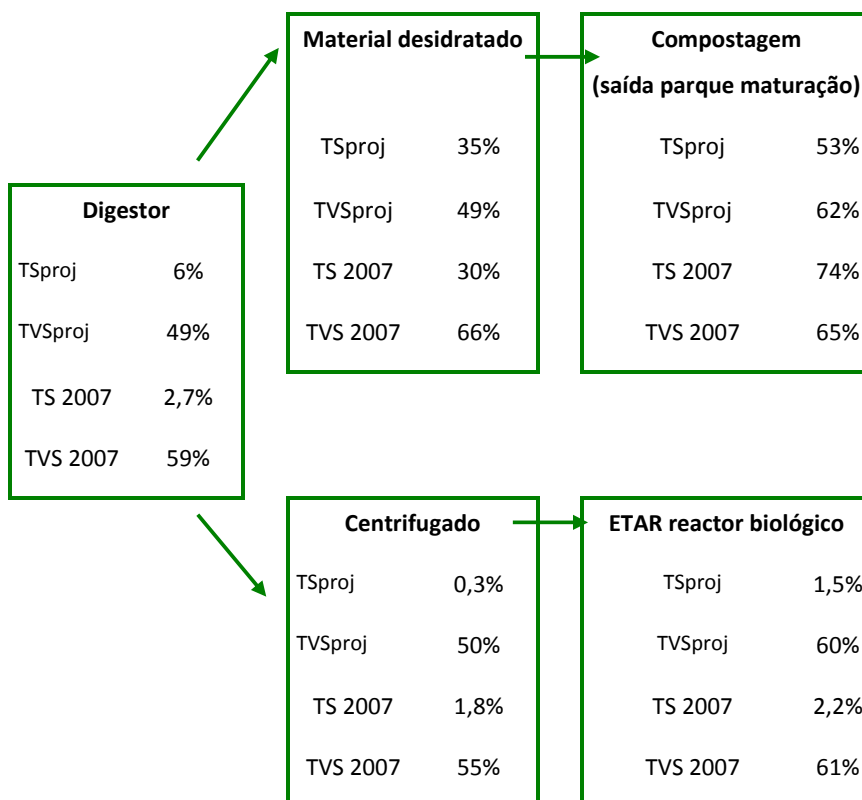 Material desidratado
TSproj 35%
TVSproj 49%
TS 2007 30%
TVS 2007 66%
Compostagem
(saída parque maturação)
TSproj 53%
TVSproj 62%
TS 2007 74%
TVS 2007 65%
Digestor
TSproj 6%
TVSproj 49%
TS 2007 2,7%
TVS 2007 59%
Centrifugado
TSproj 0,3%
TVSproj 50%
TS 2007 1,8%
TVS 2007 55%
ETAR reactor biológico
TSproj 1,5%
TVSproj 60%
TS 2007 2,2%
TVS 2007 61%